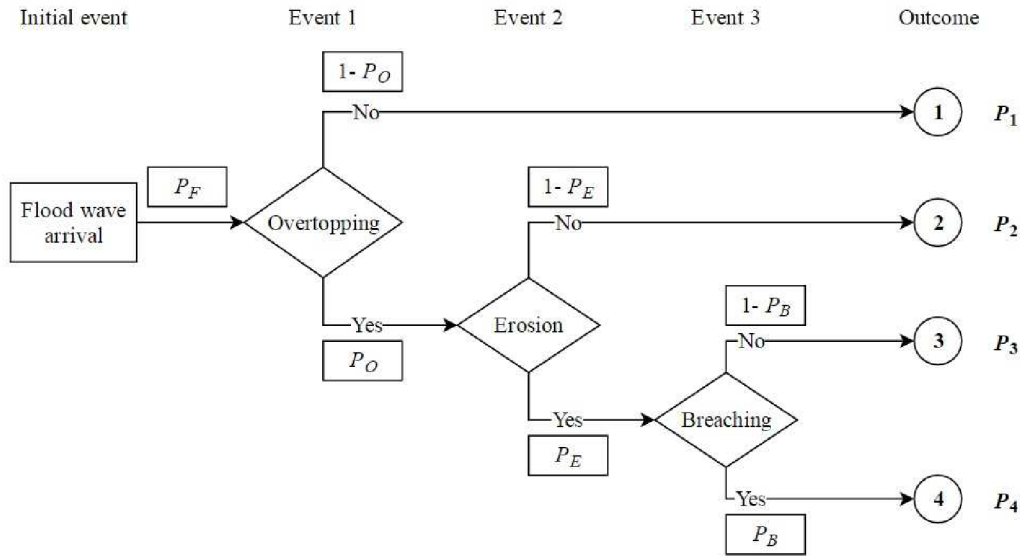 Initial event Event 1 Event 2 Event 3 Outcome
1- P_O
No
1 P_1
P_F
1- P_E
Flood wave
arrival
Overtopping
No
2 P_2
Yes
Erosion
1- P_B
P_O
No
3 P_3
Yes
Breaching
P_E
Yes
4 P_4
P_B